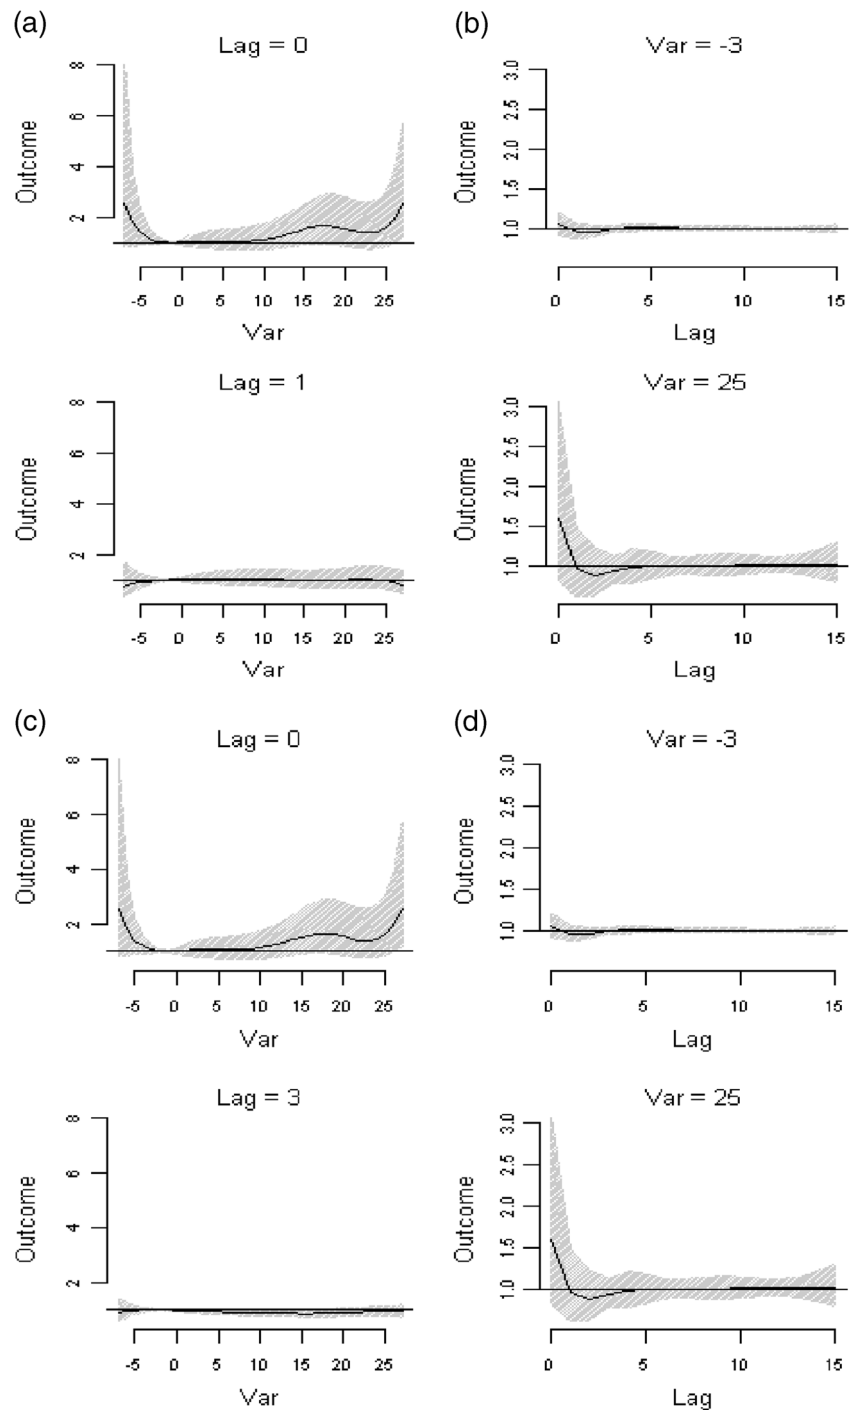 (a)
Lag = 0
Outcome
8
6
4
2
-5 0 5 10 15 20 25
Var
(b)
Var = -3
Outcome
3.0
2.5
2.0
1.5
1.0
0 5 10 15
Lag
Lag = 1
Outcome
8
6
4
2
-5 0 5 10 15 20 25
Var
Var = 25
Outcome
3.0
2.5
2.0
1.5
1.0
0 5 10 15
Lag
(c)
Lag = 0
Outcome
8
6
4
2
-5 0 5 10 15 20 25
Var
(d)
Var = -3
Outcome
3.0
2.5
2.0
1.5
1.0
0 5 10 15
Lag
Lag = 3
Outcome
8
6
4
2
-5 0 5 10 15 20 25
Var
Var = 25
Outcome
3.0
2.5
2.0
1.5
1.0
0 5 10 15
Lag